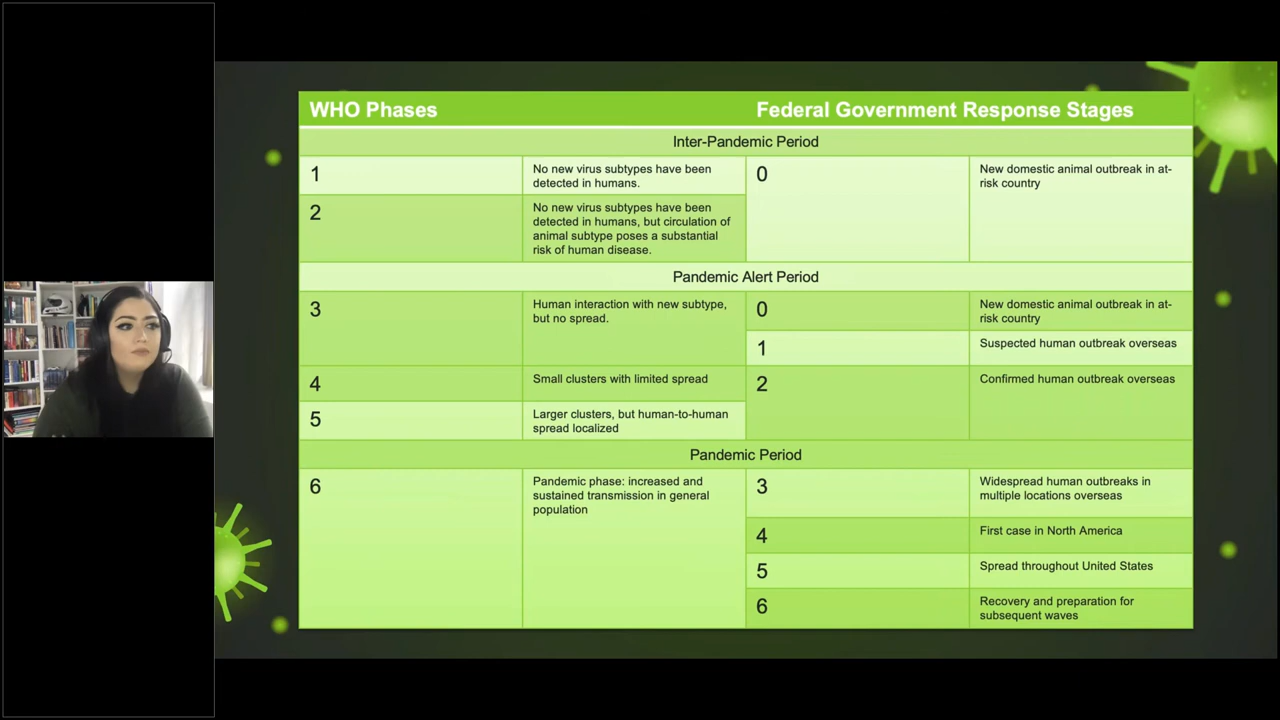 WHO Phases
Federal Government Response Stages
Inter-Pandemic Period
1
No new virus subtypes have been
detected in humans.
0
New domestic animal outbreak in at-
risk country
2
No new virus subtypes have been
detected in humans, but circulation of
animal subtype poses a substantial
risk of human disease.
Pandemic Alert Period
3
Human interaction with new subtype,
but no spread.
0
New domestic animal outbreak in at-
risk country
1
Suspected human outbreak overseas
4
Small clusters with limited spread
2
Confirmed human outbreak overseas
5
Larger clusters, but human-to-human
spread localized
Pandemic Period
6
Pandemic phase: increased and
sustained transmission in general
population
3
Widespread human outbreaks in
multiple locations overseas
4
First case in North America
5
Spread throughout United States
6
Recovery and preparation for
subsequent waves